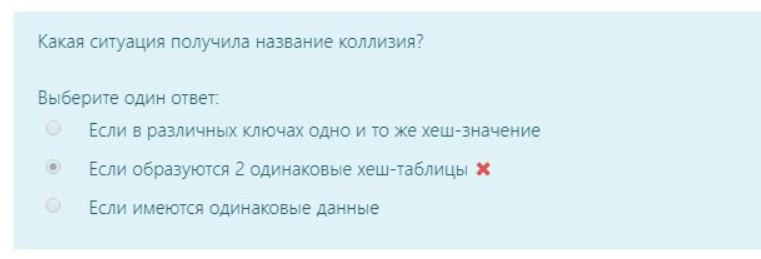 Какая ситуация получила название коллизия?
Выберите один ответ:
Если в различных ключах одно и то же хеш-значение
Если образуются 2 одинаковые хеш-таблицы
Если имеются одинаковые данные